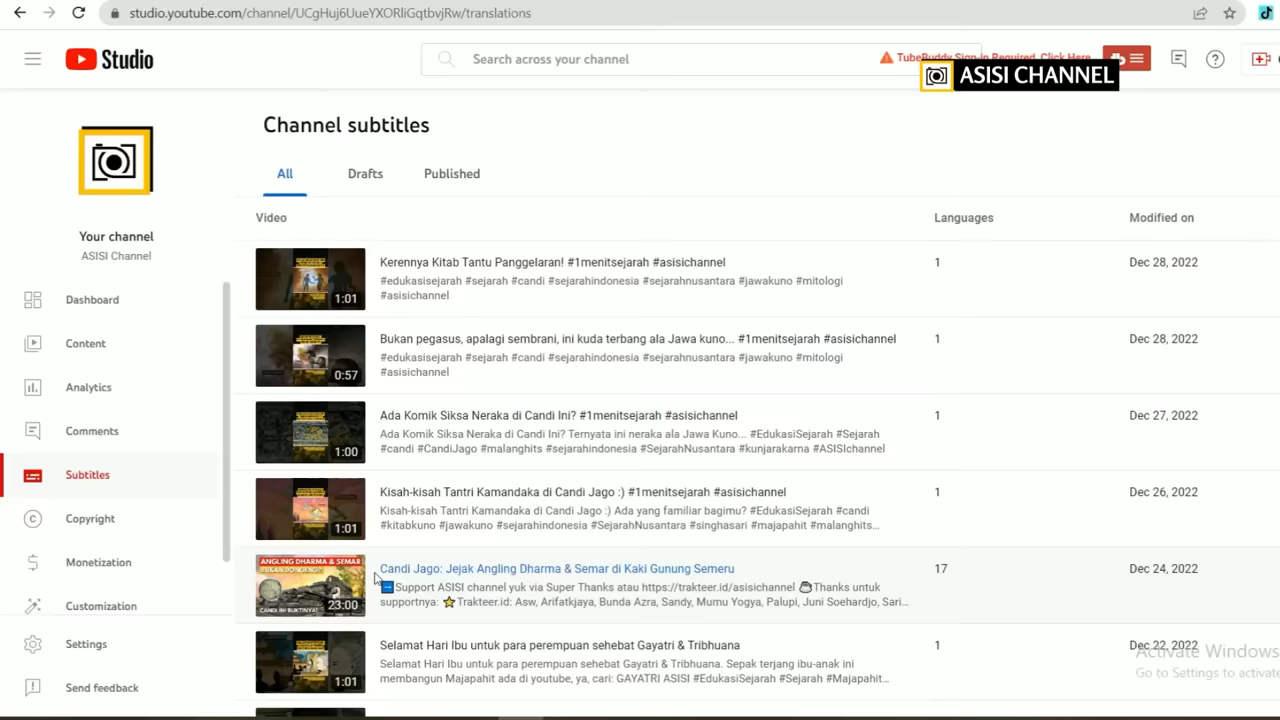 studio.youtube.com/channel/UCgHuj6UueYXORliGqtbvjRw/translations
Studio
Search across your channel
TubeBuddy Sign-in Required. Click Here
ASISI CHANNEL
Channel subtitles
All
Drafts
Published
Your channel
ASISI Channel
Dashboard
Content
Analytics
Comments
Subtitles
Copyright
Monetization
Customization
Settings
Send feedback
Video
Languages
Modified on
1:01
Kerennya Kitab Tantu Panggelaran! #1menitsejarah #asisichannel
#edukasisejarah #sejarah #candi #sejarahindonesia #sejarahnusantara #jawakuno #mitologi
#asisichannel
1
Dec 28, 2022
0:57
Bukan pegasus, apalagi sembrani, ini kuda terbang ala Jawa kuno... #1menitsejarah #asisichannel
#edukasisejarah #sejarah #candi #sejarahindonesia #sejarahnusantara #jawakuno #mitologi
#asisichannel
1
Dec 28, 2022
1:00
Ada Komik Siksa Neraka di Candi Ini? #1menitsejarah #asisichannel
Ada Komik Siksa Neraka di Candi Ini? Ternyata ini neraka ala Jawa Kuno... #EdukasiSejarah #Sejarah
#candi #CandiJago #malanghits #sejarahindonesia #SejarahNusantara #kunjarakarna #ASISIchannel
1
Dec 27, 2022
1:01
Kisah-kisah Tantri Kamandaka di Candi Jago :) #1menitsejarah #asisichannel
Kisah-kisah Tantri Kamandaka di Candi Jago :) Ada yang familiar bagimu? #EdukasiSejarah #candi
#kitabkuno #jawakuno #sejarahindonesia #SejarahNusantara #singhasari #majapahit #malanghits...
1
Dec 26, 2022
ANGLING DHARMA & SEMAR
BUKAN DONGENG!
CANDI INI BUKTINYA!
23:00
Candi Jago: Jejak Angling Dharma & Semar di Kaki Gunung Semeru
Support ASISI channel yuk via Super Thanks atau https://trakteer.id/asisichannel Thanks untuk
supportnya: Trakteer.id: Asw, Arifatkjaya, Bunda Azra, Sandy, Mumu Yogya, Palupi, Juni Soehardjo, Sari...
17
Dec 24, 2022
1:01
Selamat Hari Ibu untuk para perempuan sehebat Gayatri & Tribhuana
Selamat Hari Ibu untuk para perempuan sehebat Gayatri & Tribhuana. Sepak terjang ibu-anak ini
membangun Majapahit ada di youtube, ya, cari: GAYATRI ASISI #EdukasiSejarah #Sejarah #Majapahit...
1
Dec 22, 2022
Activate Windows
Go to Settings to activate